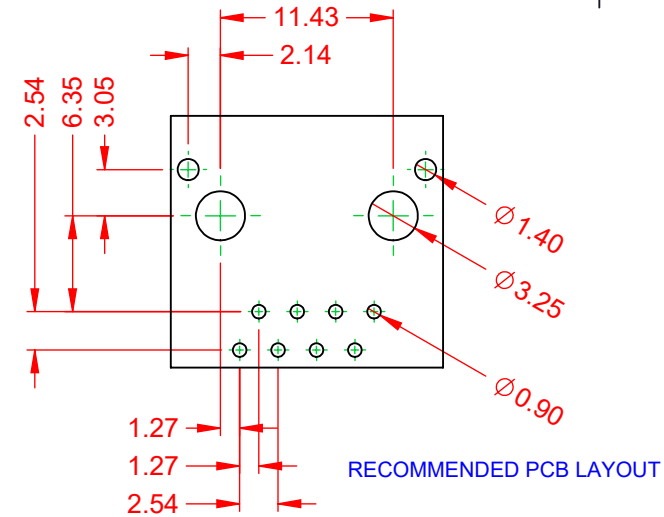 11.43
2.14
2.54
6.35
3.05
Ø1.40
Ø3.25
Ø0.90
1.27
1.27
2.54
RECOMMENDED PCB LAYOUT